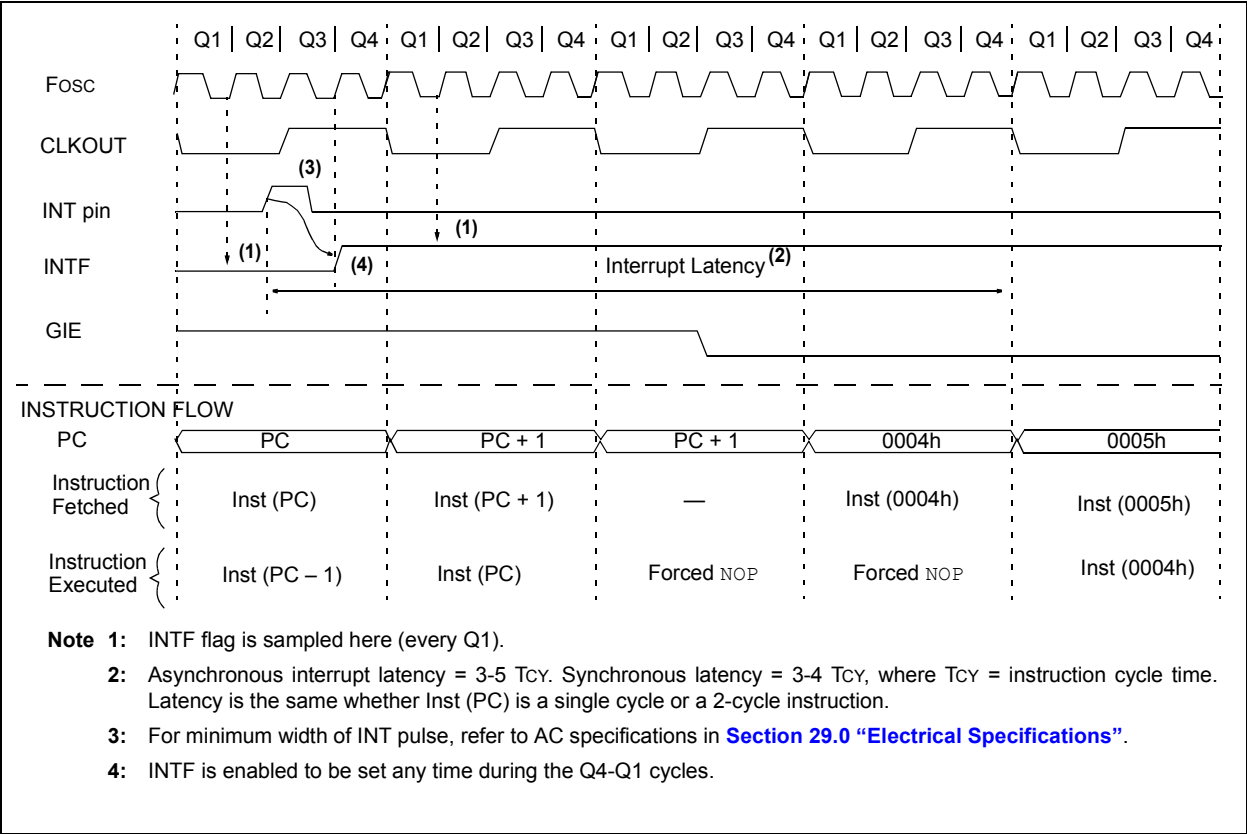 Q1 Q2 Q3 Q4 Q1 Q2 Q3 Q4 Q1 Q2 Q3 Q4 Q1 Q2 Q3 Q4 Q1 Q2 Q3 Q4
FOSC
CLKOUT
(3)
INT pin
(1)
(1)
INTF
(4)
Interrupt Latency (2)
GIE
INSTRUCTION FLOW
PC PC PC + 1 PC + 1 0004h 0005h
Instruction
Fetched
Inst (PC) Inst (PC + 1) — Inst (0004h) Inst (0005h)
Instruction
Executed
Inst (PC – 1) Inst (PC) Forced NOP Forced NOP Inst (0004h)
Note 1: INTF flag is sampled here (every Q1).
2: Asynchronous interrupt latency = 3-5 TCY. Synchronous latency = 3-4 TCY, where TCY = instruction cycle time.
Latency is the same whether Inst (PC) is a single cycle or a 2-cycle instruction.
3: For minimum width of INT pulse, refer to AC specifications in Section 29.0 “Electrical Specifications”.
4: INTF is enabled to be set any time during the Q4-Q1 cycles.